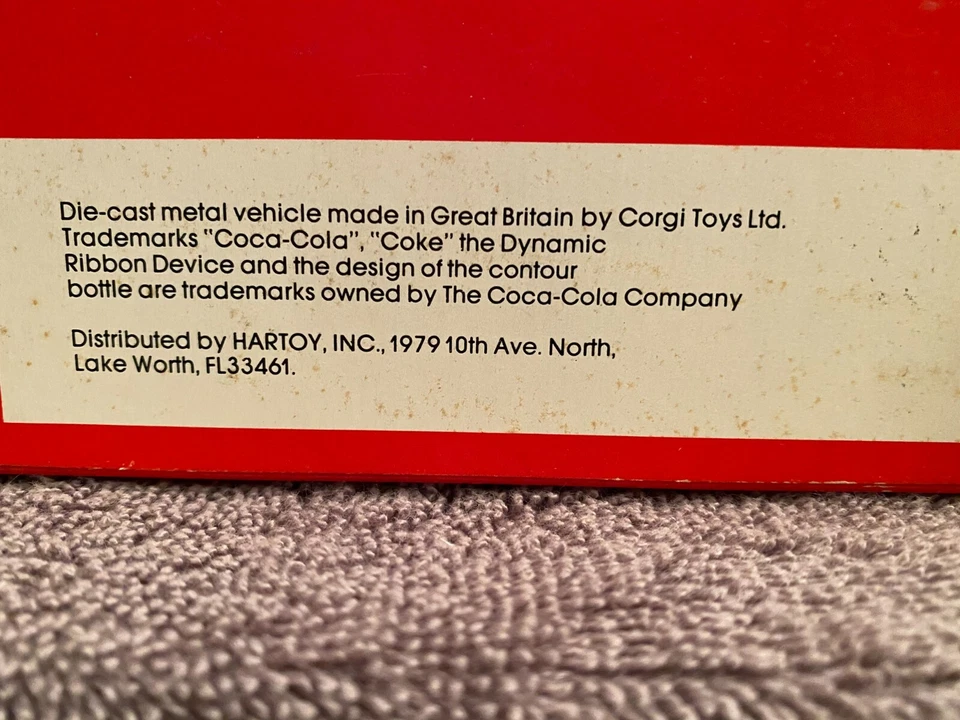 Die-cast metal vehicle made in Great Britain by Corgi Toys Ltd.
Trademarks "Coca-Cola", "Coke" the Dynamic
Ribbon Device and the design of the contour
bottle are trademarks owned by The Coca-Cola Company
Distributed by HARTOY, INC., 1979 10th Ave. North,
Lake Worth, FL33461.